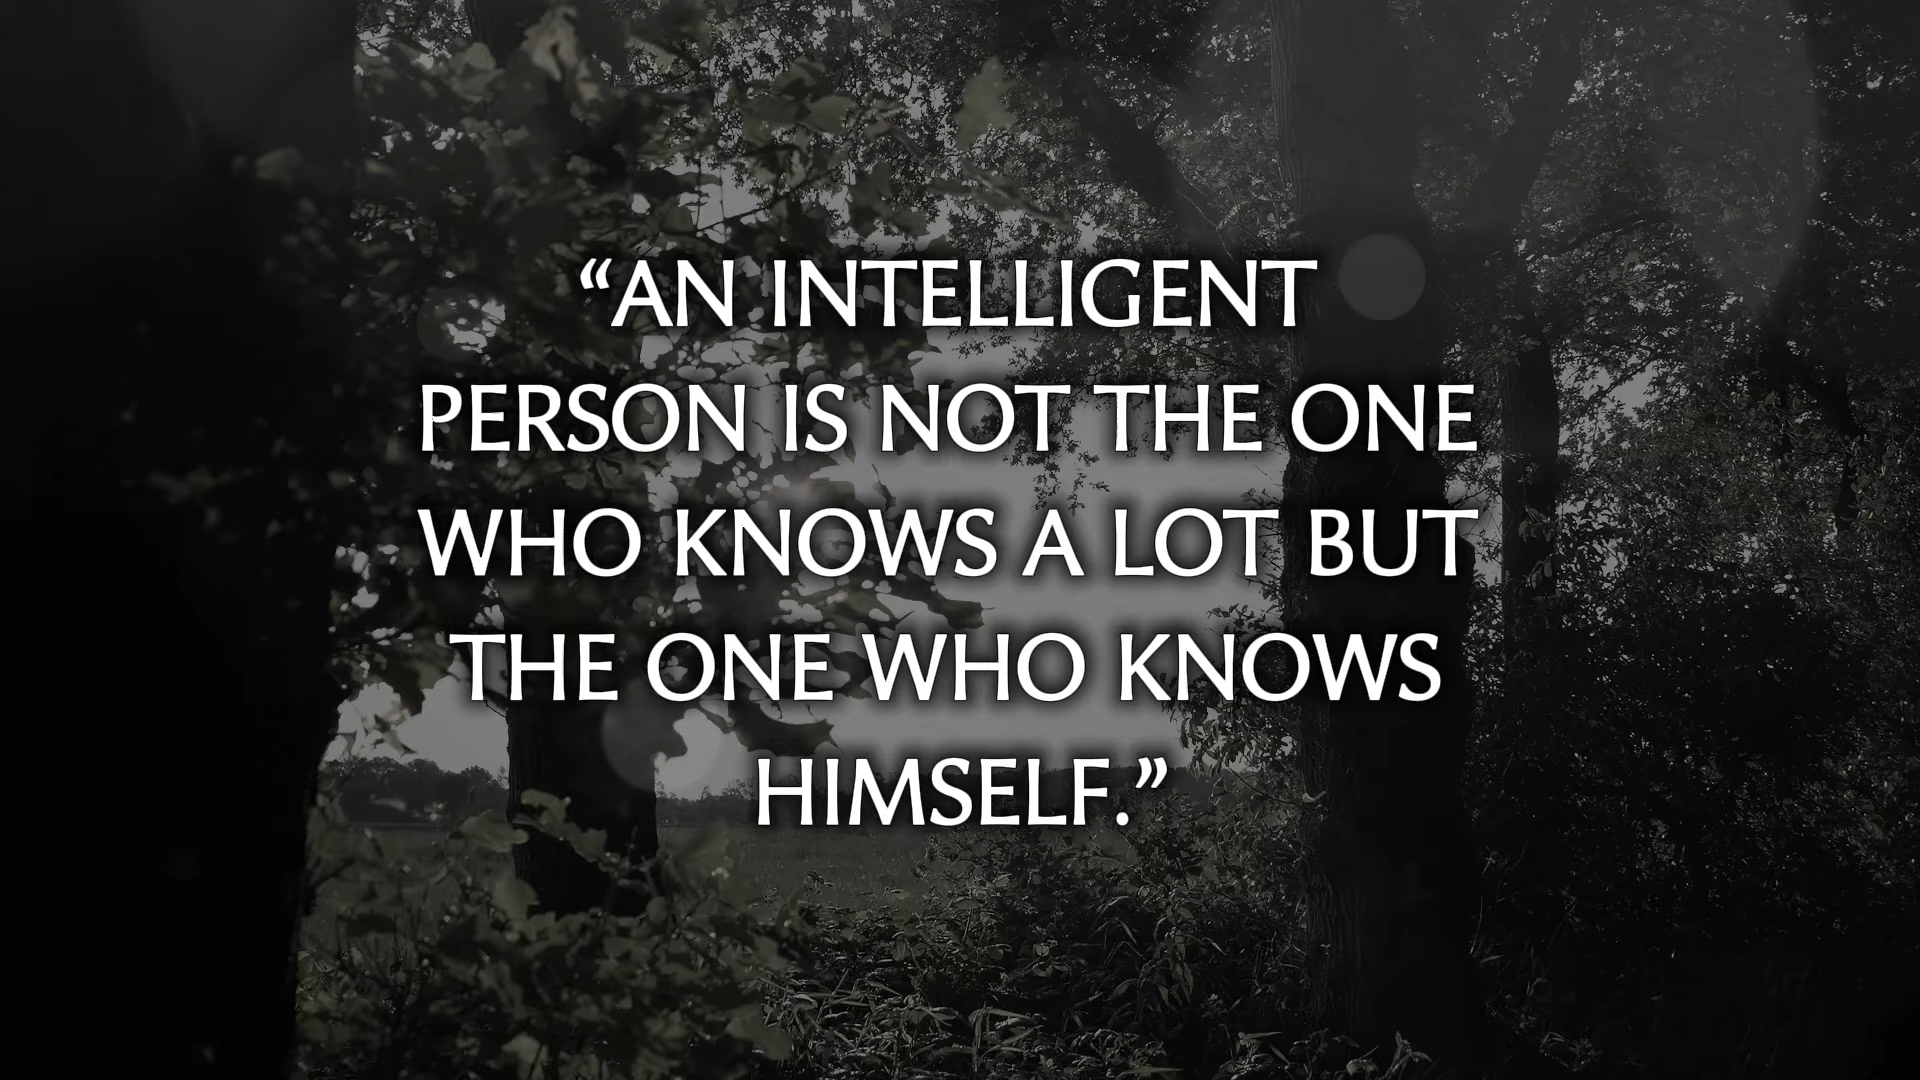 “AN INTELLIGENT
PERSON IS NOT THE ONE
WHO KNOWS A LOT BUT
THE ONE WHO KNOWS
HIMSELF.”